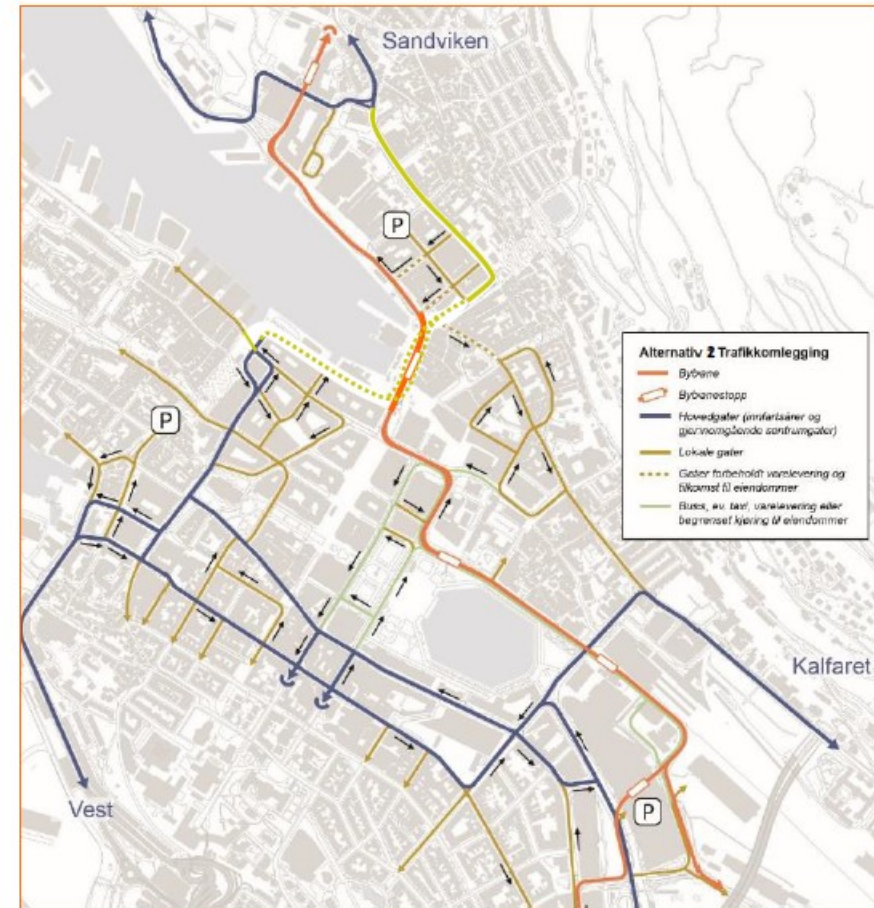 Sandviken
P
Alternativ 2 Trafikkomlegging
Bybane
Bybanestopp
Hovedgater (innfartsårer og
gjennomgående sentrumgater)
Lokale gater
P
Gater forbeholdt varelevering og
tilkomst til eiendommer
Buss, ev. taxi, varelevering eller
begrenset kjøring til eiendommer
Kalfaret
Vest
P